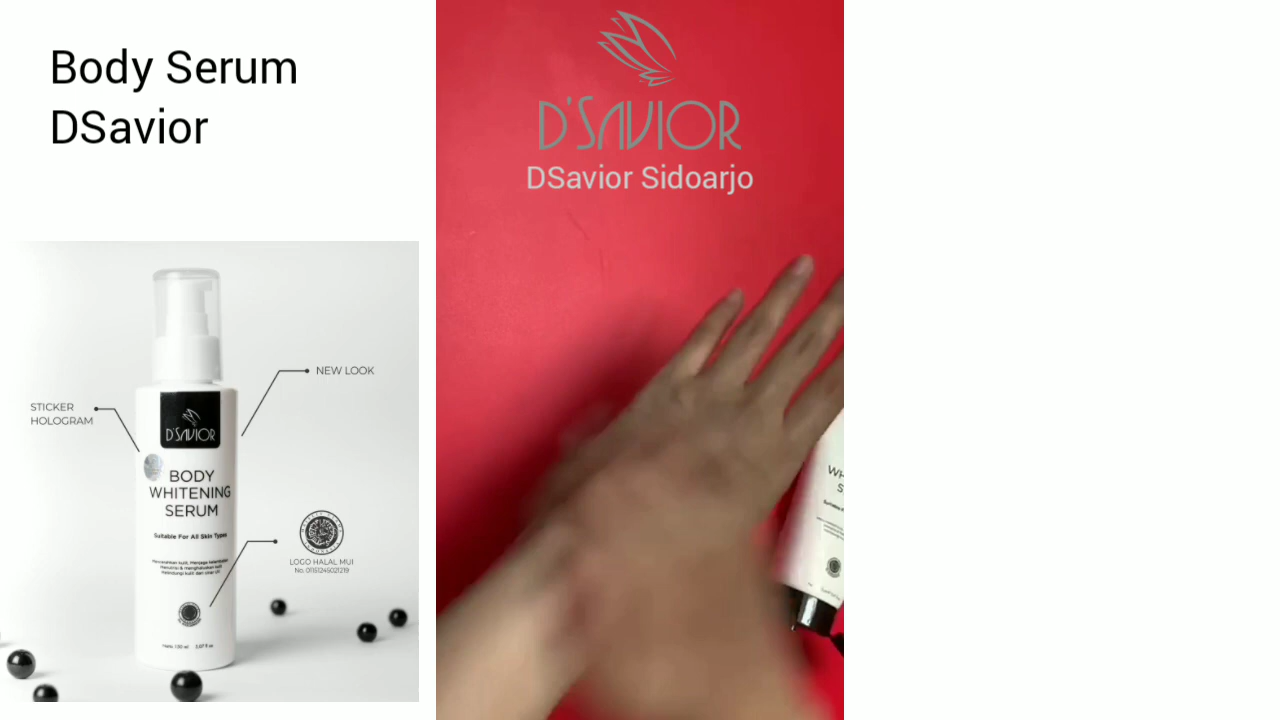 Body Serum
DSavior
D'SAVIOR
DSavior Sidoarjo
NEW LOOK
STICKER
HOLOGRAM
D'SAVIOR
BODY
WHITENING
SERUM
Suitable For All Skin Types
LOGO HALAL MUI